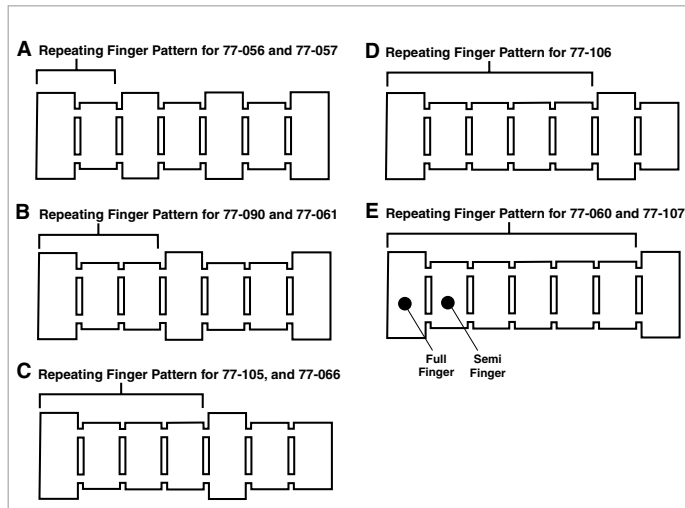 A Repeating Finger Pattern for 77-056 and 77-057
B Repeating Finger Pattern for 77-090 and 77-061
C Repeating Finger Pattern for 77-105, and 77-066
D Repeating Finger Pattern for 77-106
E Repeating Finger Pattern for 77-060 and 77-107
Full
Finger
Semi
Finger